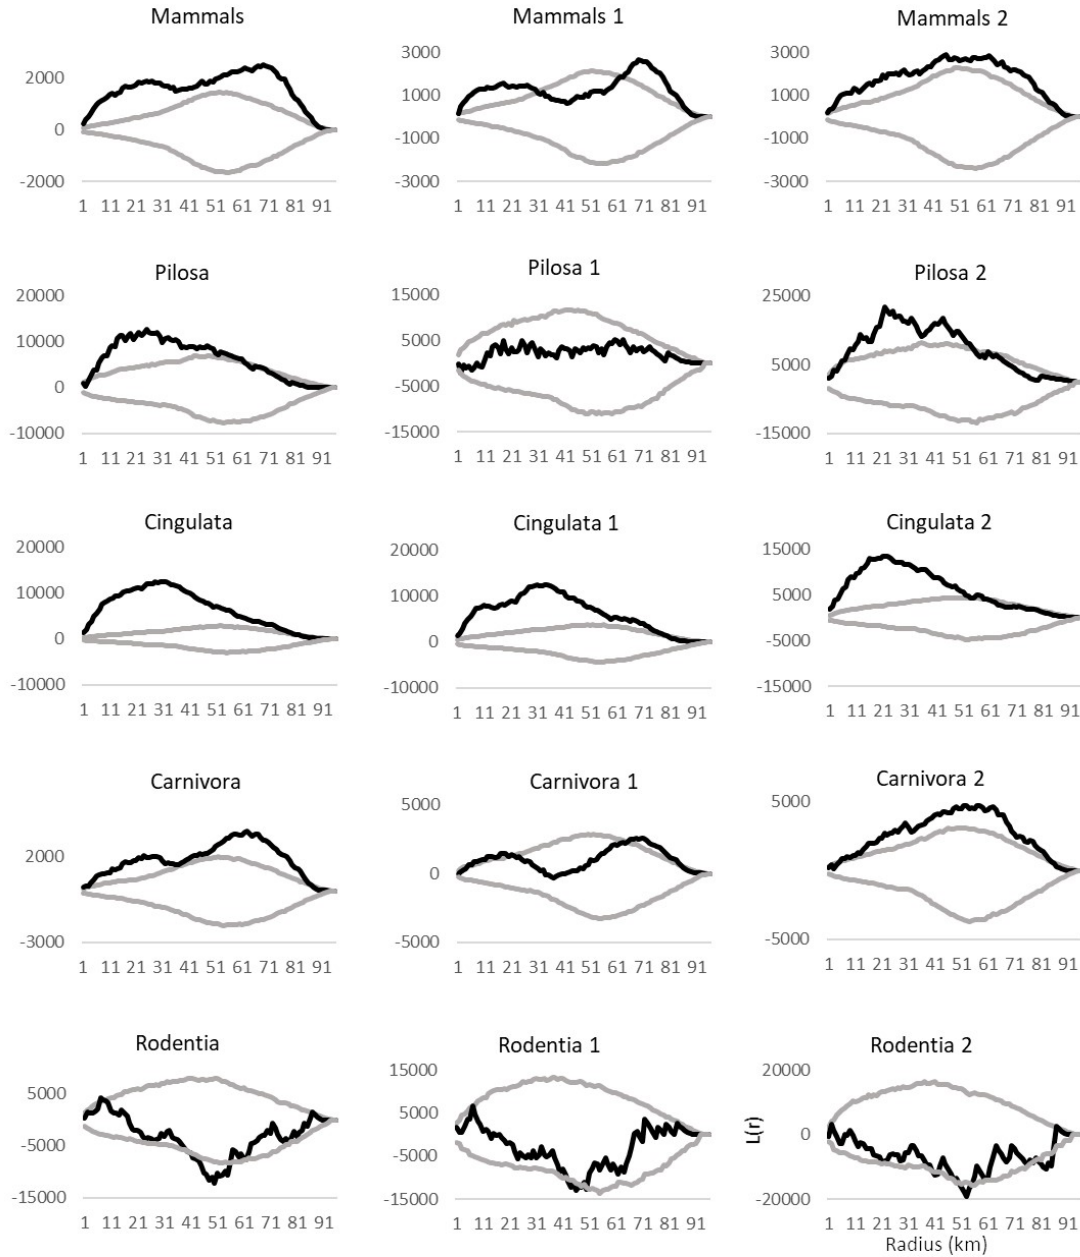 Mammals
2000
0
-2000
1 11 21 31 41 51 61 71 81 91
Mammals 1
3000
1000
-1000
-3000
1 11 21 31 41 51 61 71 81 91
Mammals 2
3000
1000
-1000
-3000
1 11 21 31 41 51 61 71 81 91
Pilosa
20000
10000
0
-10000
1 11 21 31 41 51 61 71 81 91
Pilosa 1
15000
5000
-5000
-15000
1 11 21 31 41 51 61 71 81 91
Pilosa 2
25000
5000
-15000
1 11 21 31 41 51 61 71 81 91
Cingulata
20000
10000
0
-10000
1 11 21 31 41 51 61 71 81 91
Cingulata 1
20000
10000
0
-10000
1 11 21 31 41 51 61 71 81 91
Cingulata 2
15000
5000
-5000
-15000
1 11 21 31 41 51 61 71 81 91
Carnivora
2000
-3000
1 11 21 31 41 51 61 71 81 91
Carnivora 1
5000
0
-5000
1 11 21 31 41 51 61 71 81 91
Carnivora 2
5000
-5000
1 11 21 31 41 51 61 71 81 91
Rodentia
5000
-5000
-15000
1 11 21 31 41 51 61 71 81 91
Rodentia 1
15000
5000
-5000
-15000
1 11 21 31 41 51 61 71 81 91
Rodentia 2
20000
0
-20000
L(r)
1 11 21 31 41 51 61 71 81 91
Radius (km)